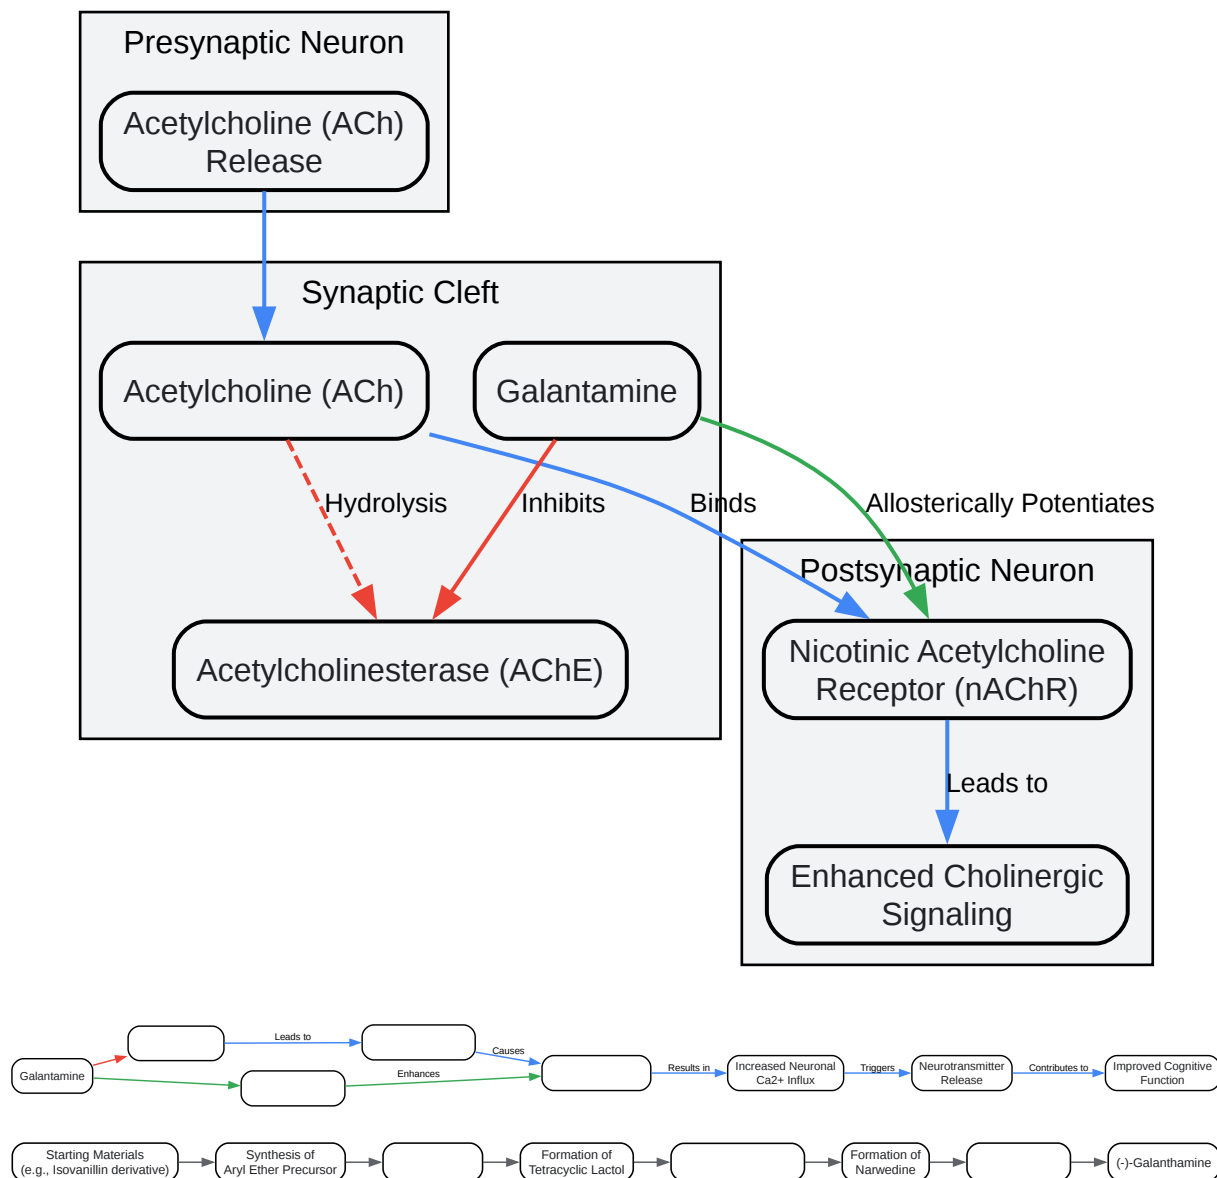 Presynaptic Neuron
Acetylcholine (ACh)
Release
Synaptic Cleft
Acetylcholine (ACh)
Galantamine
Hydrolysis
Inhibits
Binds
Allosterically Potentiates
Postsynaptic Neuron
Acetylcholinesterase (AChE)
Nicotinic Acetylcholine
Receptor (nAChR)
Leads to
Enhanced Cholinergic
Signaling
Galantamine
Leads to
Causes
Enhances
Results in
Increased Neuronal
Ca2+ Influx
Triggers
Neurotransmitter
Release
Contributes to
Improved Cognitive
Function
Starting Materials
(e.g., Isovanillin derivative)
Synthesis of
Aryl Ether Precursor
Formation of
Tetracyclic Lactol
Formation of
Narwedine
(-)-Galanthamine